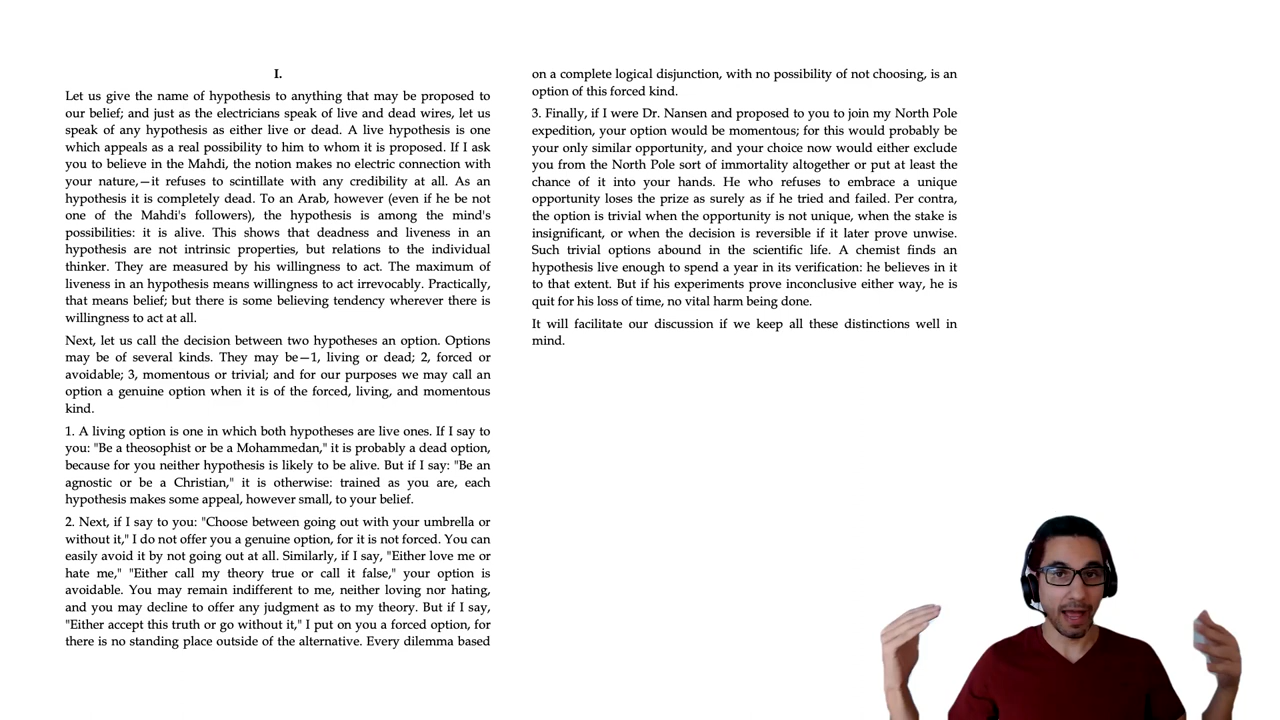 I.
Let us give the name of hypothesis to anything that may be proposed to
our belief; and just as the electricians speak of live and dead wires, let us
speak of any hypothesis as either live or dead. A live hypothesis is one
which appeals as a real possibility to him to whom it is proposed. If I ask
you to believe in the Mahdi, the notion makes no electric connection with
your nature,—it refuses to scintillate with any credibility at all. As an
hypothesis it is completely dead. To an Arab, however (even if he be not
one of the Mahdi's followers), the hypothesis is among the mind's
possibilities: it is alive. This shows that deadness and liveness in an
hypothesis are not intrinsic properties, but relations to the individual
thinker. They are measured by his willingness to act. The maximum of
liveness in an hypothesis means willingness to act irrevocably. Practically,
that means belief; but there is some believing tendency wherever there is
willingness to act at all.
Next, let us call the decision between two hypotheses an option. Options
may be of several kinds. They may be—1, living or dead; 2, forced or
avoidable; 3, momentous or trivial; and for our purposes we may call an
option a genuine option when it is of the forced, living, and momentous
kind.
1. A living option is one in which both hypotheses are live ones. If I say to
you: "Be a theosophist or be a Mohammedan," it is probably a dead option,
because for you neither hypothesis is likely to be alive. But if I say: "Be an
agnostic or be a Christian," it is otherwise: trained as you are, each
hypothesis makes some appeal, however small, to your belief.
2. Next, if I say to you: "Choose between going out with your umbrella or
without it," I do not offer you a genuine option, for it is not forced. You can
easily avoid it by not going out at all. Similarly, if I say, "Either love me or
hate me," "Either call my theory true or call it false," your option is
avoidable. You may remain indifferent to me, neither loving nor hating,
and you may decline to offer any judgment as to my theory. But if I say,
"Either accept this truth or go without it," I put on you a forced option, for
there is no standing place outside of the alternative. Every dilemma based
on a complete logical disjunction, with no possibility of not choosing, is an
option of this forced kind.
3. Finally, if I were Dr. Nansen and proposed to you to join my North Pole
expedition, your option would be momentous; for this would probably be
your only similar opportunity, and your choice now would either exclude
you from the North Pole sort of immortality altogether or put at least the
chance of it into your hands. He who refuses to embrace a unique
opportunity loses the prize as surely as if he tried and failed. Per contra,
the option is trivial when the opportunity is not unique, when the stake is
insignificant, or when the decision is reversible if it later prove unwise.
Such trivial options abound in the scientific life. A chemist finds an
hypothesis live enough to spend a year in its verification: he believes in it
to that extent. But if his experiments prove inconclusive either way, he is
quit for his loss of time, no vital harm being done.
It will facilitate our discussion if we keep all these distinctions well in
mind.